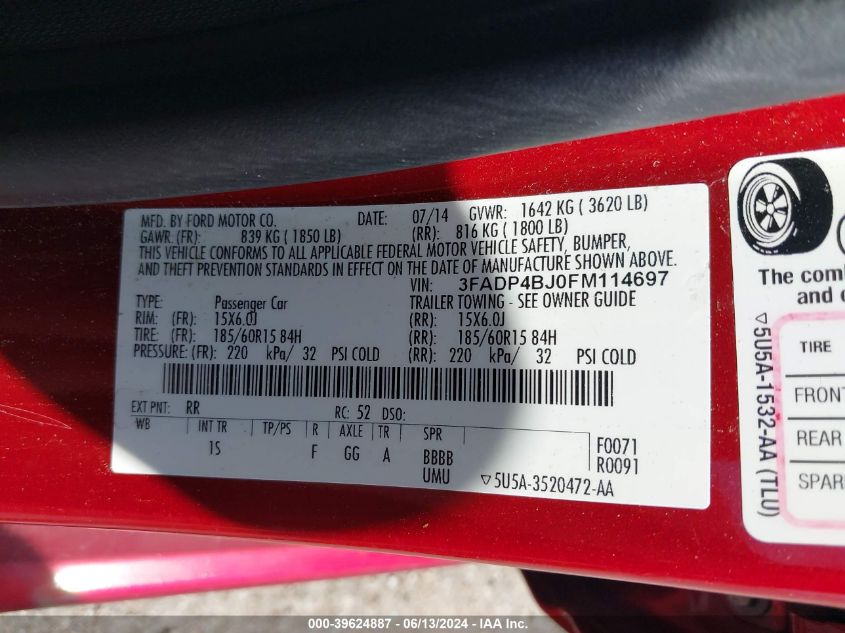 MFD. BY FORD MOTOR CO. DATE: 07/14 GVWR: 1642 KG ( 3620 LB)
GAWR: (FR): 839 KG ( 1850 LB) (RR): 816 KG ( 1800 LB)
THIS VEHICLE CONFORMS TO ALL APPLICABLE FEDERAL MOTOR VEHICLE SAFETY, BUMPER,
AND THEFT PREVENTION STANDARDS IN EFFECT ON THE DATE OF MANUFACTURE SHOWN ABOVE.
VIN: 3FADP4BJ0FM114697
TYPE: Passenger Car TRAILER TOWING - SEE OWNER GUIDE
RIM: (FR): 15X6.0J (RR): 15X6.0J
TIRE: (FR): 185/60R15 84H (RR): 185/60R15 84H
PRESSURE: (FR): 220 kPa/ 32 PSI COLD (RR): 220 kPa/ 32 PSI COLD
EXT PNT: RR RC: 52 DSO:
WB INT TR TP/PS R AXLE TR SPR
1S F GG A BBBB
UMU
F0071
R0091
▽5U5A-3520472-AA
The comb
and o
TIRE
FRONT
REAR
SPAR
▽5U5A-1532-AA (TLU)
000-39624887 - 06/13/2024 - IAA Inc.